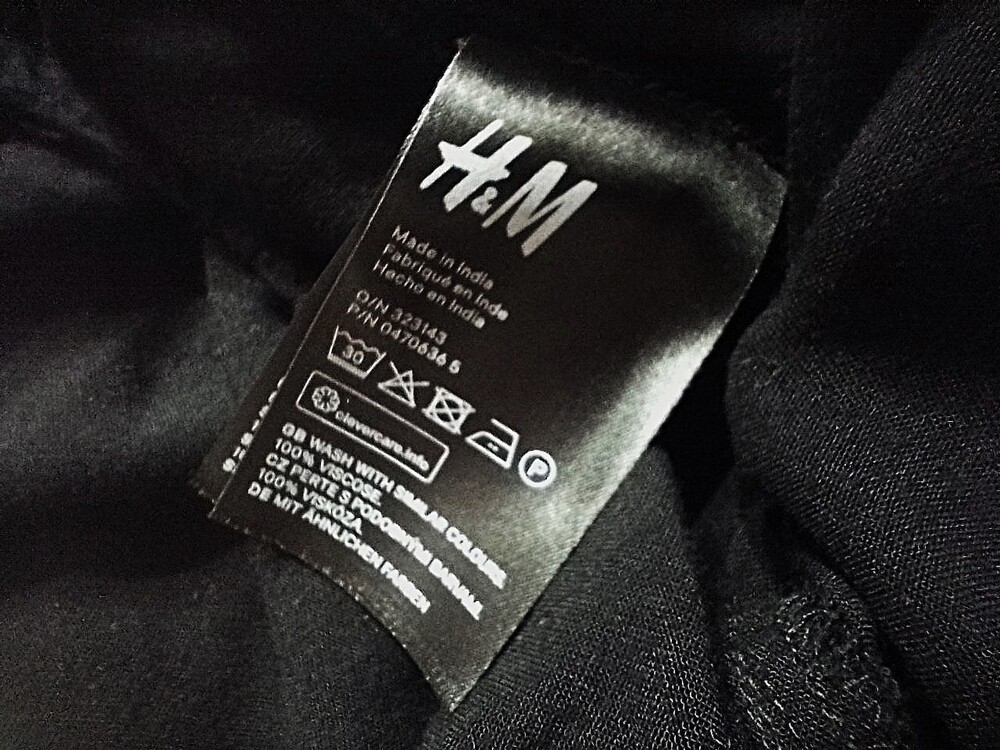 H&M
Made in India
Fabriqué en Inde
Hecho en India
O/N 323143
P/N 0470636 5
30
P
clevercare.info
GB WASH WITH SIMILAR COLOURS.
100% VISCOSE.
CZ PERTE S PODOBNÝMI BARVAMI.
100% VISKÓZA.
DE MIT ÄHNLICHEN FARBEN